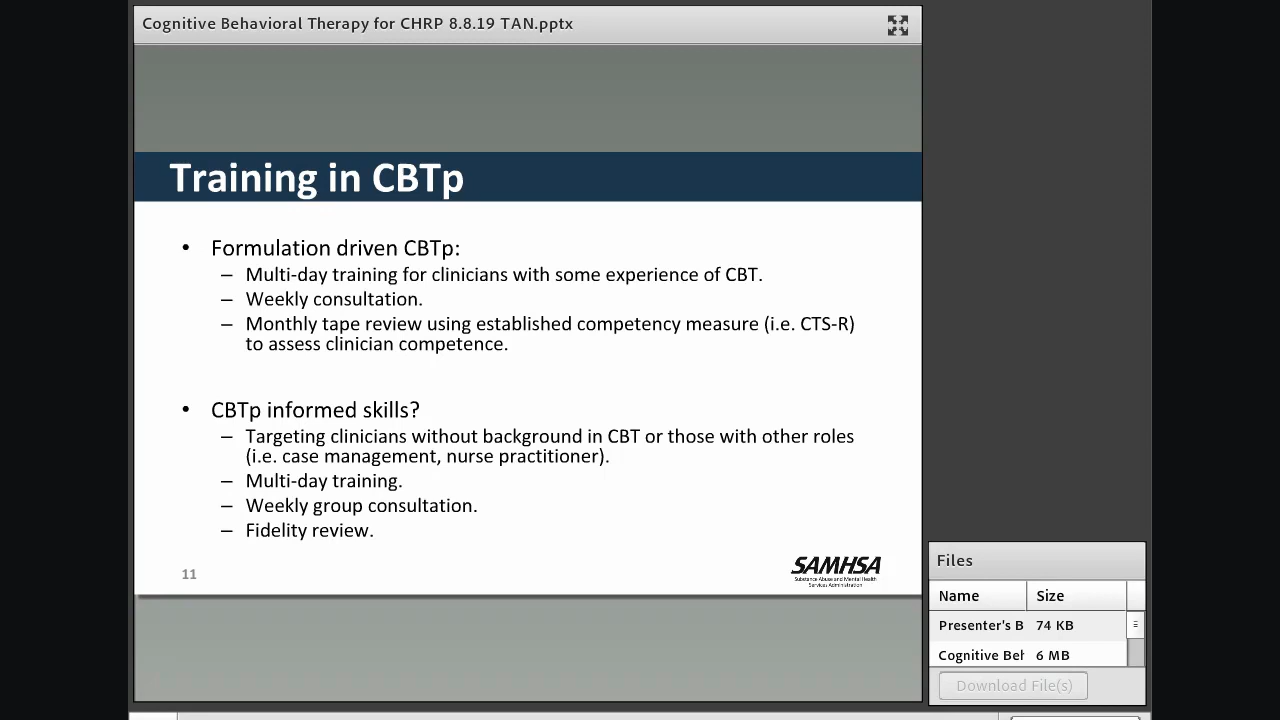 Cognitive Behavioral Therapy for CHRP 8.8.19 TAN.pptx
Training in CBTp
• Formulation driven CBTp:
– Multi-day training for clinicians with some experience of CBT.
– Weekly consultation.
– Monthly tape review using established competency measure (i.e. CTS-R)
to assess clinician competence.
• CBTp informed skills?
– Targeting clinicians without background in CBT or those with other roles
(i.e. case management, nurse practitioner).
– Multi-day training.
– Weekly group consultation.
– Fidelity review.
11
SAMHSA
Substance Abuse and Mental Health
Services Administration
Files
Name Size
Presenter's B 74 KB
Cognitive Beh 6 MB
Download File(s)